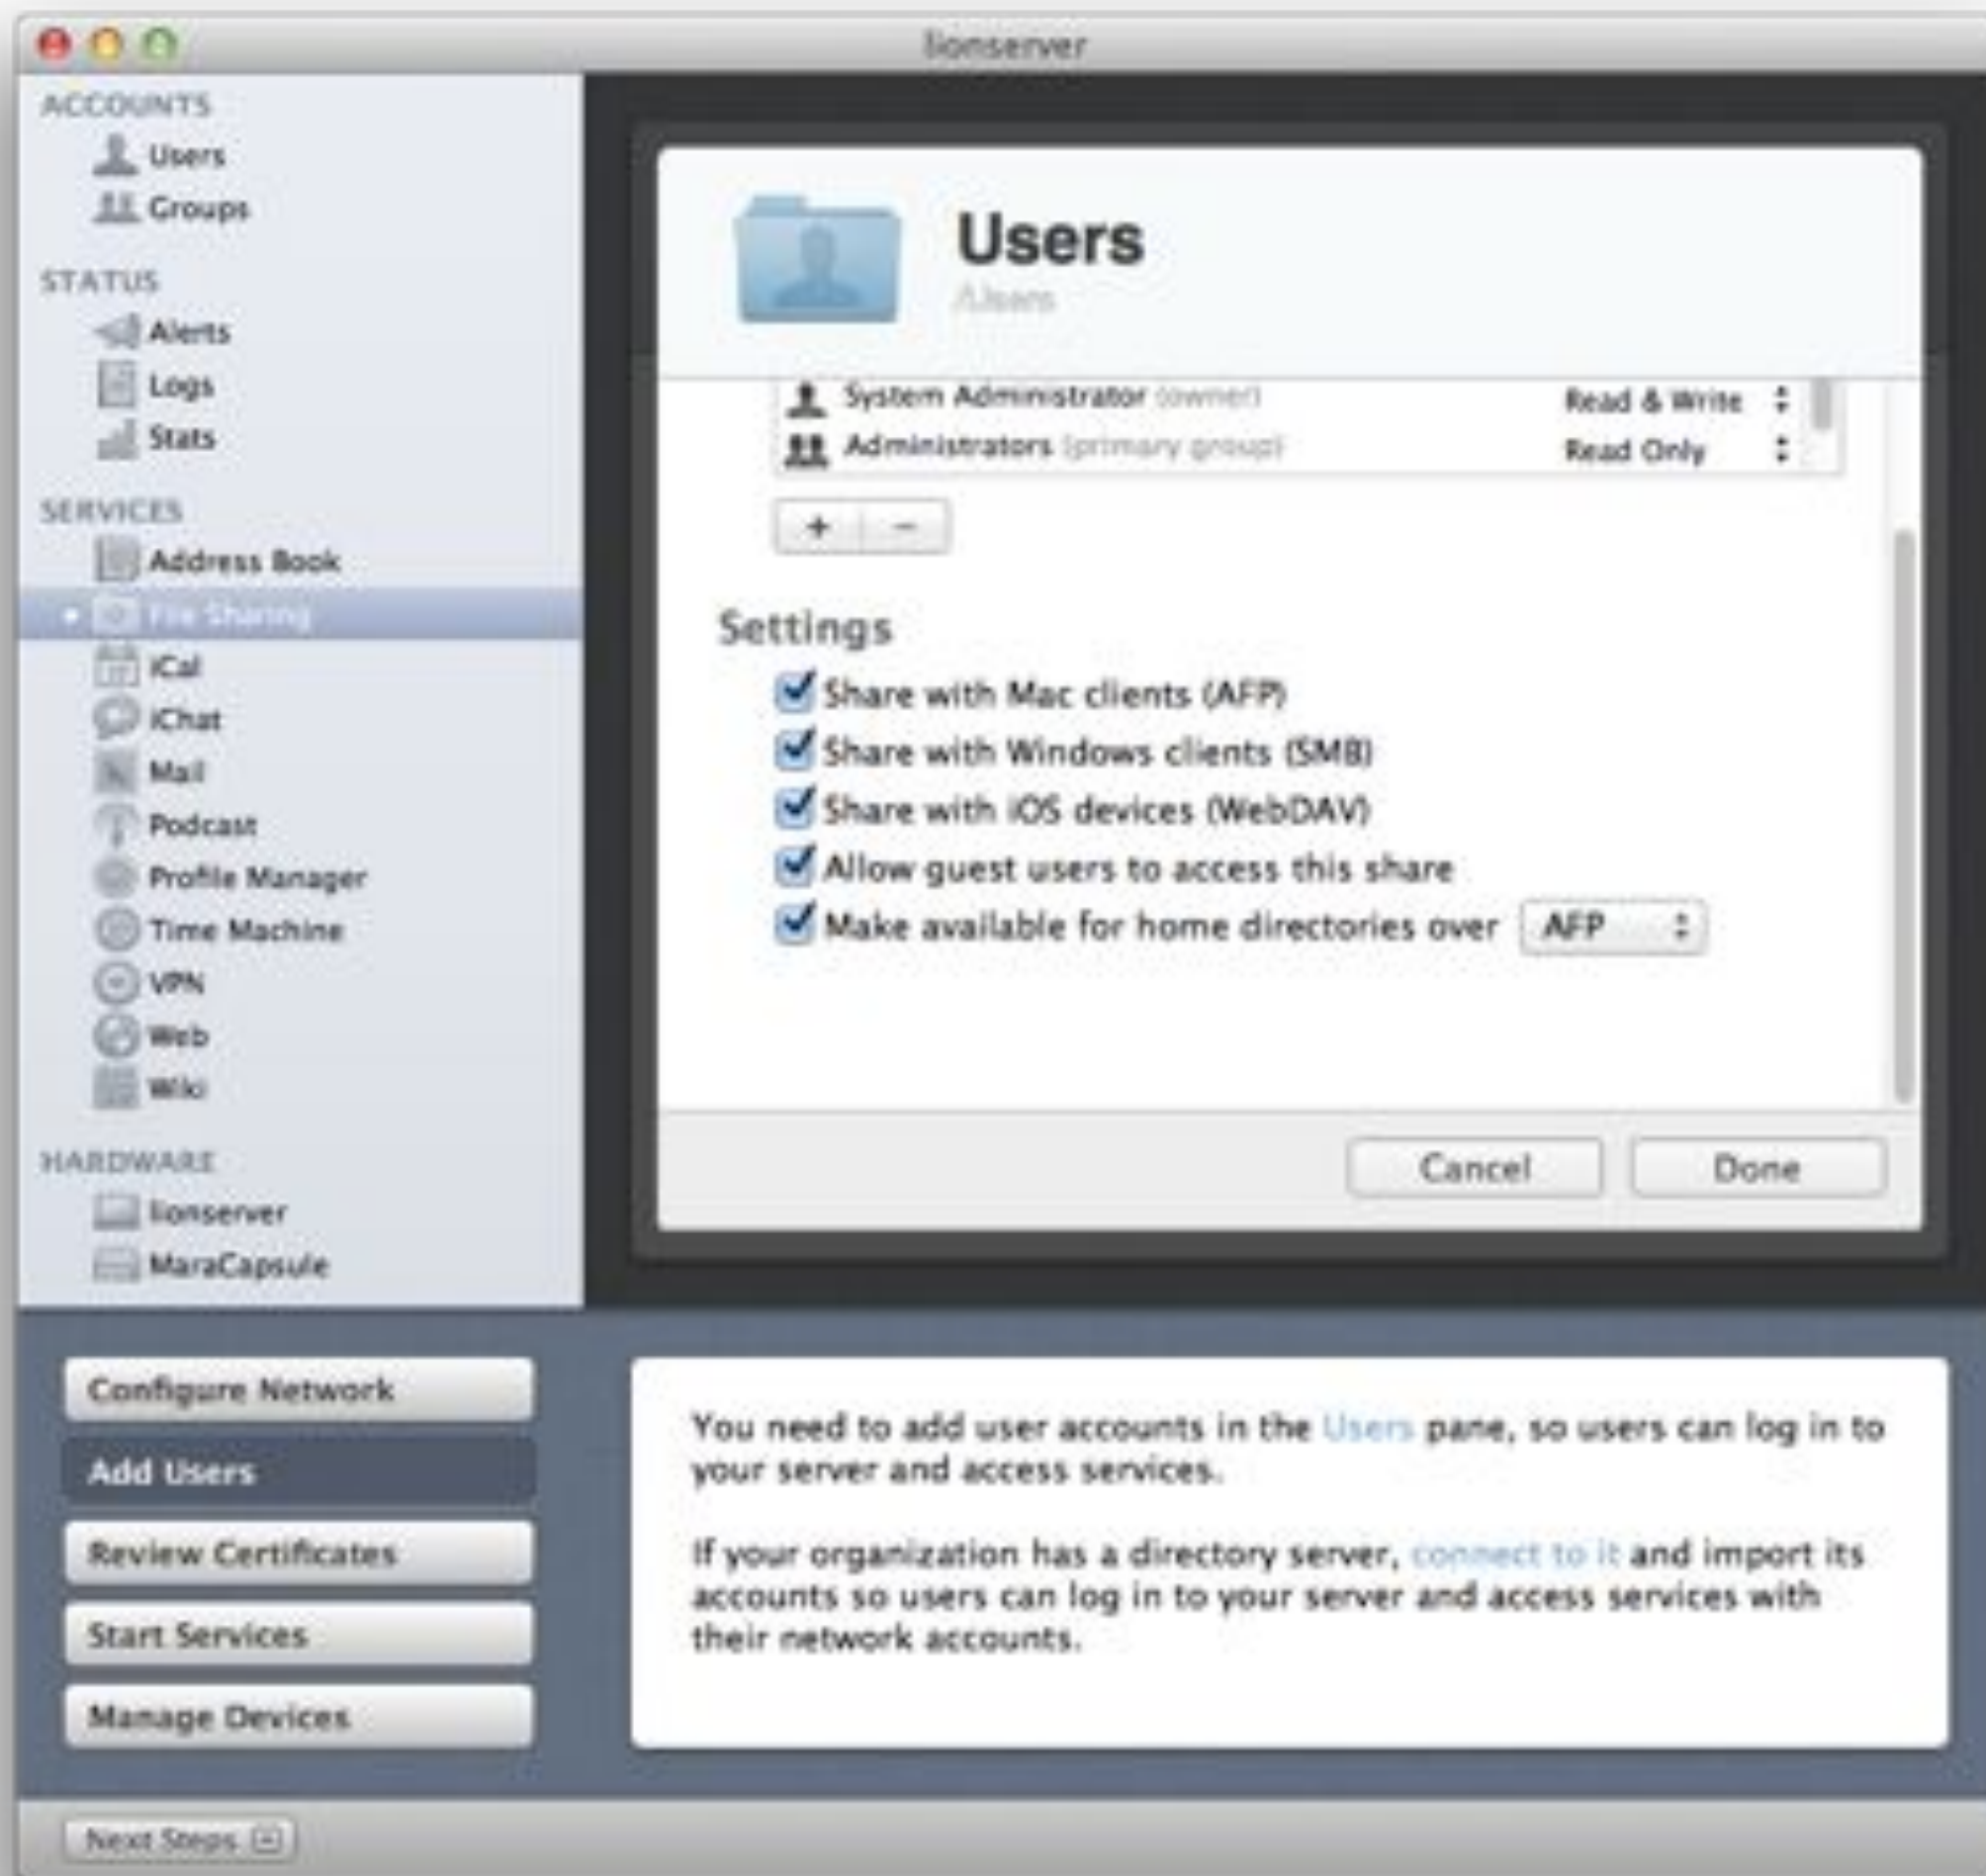 lionserver
ACCOUNTS
Users
Groups
STATUS
Alerts
Logs
Stats
SERVICES
Address Book
File Sharing
iCal
iChat
Mail
Podcast
Profile Manager
Time Machine
VPN
Web
Wiki
HARDWARE
lionserver
MaraCapsule
Users
/Users
System Administrator (owner) Read & Write
Administrators (primary group) Read Only
+ −
Settings
Share with Mac clients (AFP)
Share with Windows clients (SMB)
Share with iOS devices (WebDAV)
Allow guest users to access this share
Make available for home directories over AFP
Cancel Done
Configure Network
Add Users
Review Certificates
Start Services
Manage Devices
You need to add user accounts in the Users pane, so users can log in to
your server and access services.
If your organization has a directory server, connect to it and import its
accounts so users can log in to your server and access services with
their network accounts.
Next Steps